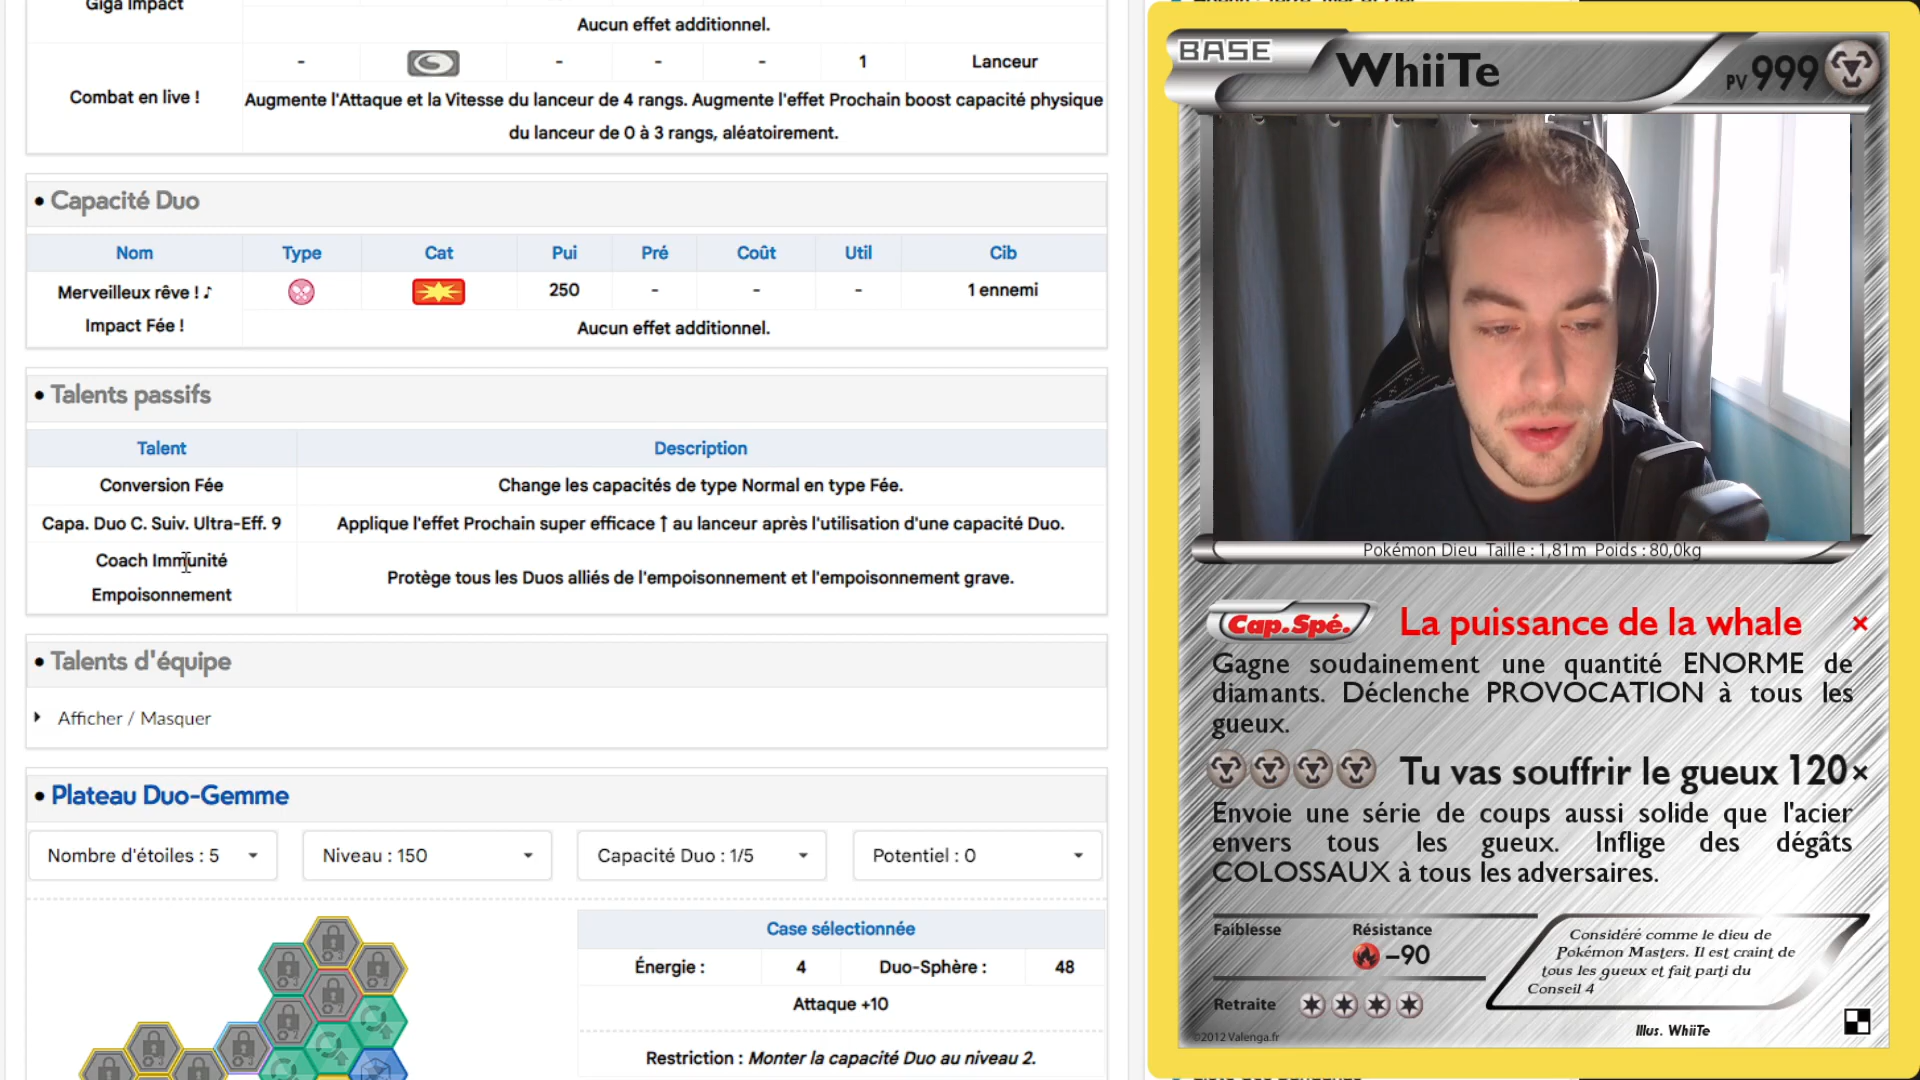 Giga Impact
Aucun effet additionnel.
- - - - 1 Lanceur
Combat en live !
Augmente l'Attaque et la Vitesse du lanceur de 4 rangs. Augmente l'effet Prochain boost capacité physique
du lanceur de 0 à 3 rangs, aléatoirement.
• Capacité Duo
Nom Type Cat Pui Pré Coût Util Cib
Merveilleux rêve ! ♪
Impact Fée !
250 - - - 1 ennemi
Aucun effet additionnel.
• Talents passifs
Talent Description
Conversion Fée Change les capacités de type Normal en type Fée.
Capa. Duo C. Suiv. Ultra-Eff. 9 Applique l'effet Prochain super efficace ↑ au lanceur après l'utilisation d'une capacité Duo.
Coach Immunité
Empoisonnement
Protège tous les Duos alliés de l'empoisonnement et l'empoisonnement grave.
• Talents d'équipe
Afficher / Masquer
• Plateau Duo-Gemme
Nombre d'étoiles : 5 Niveau : 150 Capacité Duo : 1/5 Potentiel : 0
Case sélectionnée
Énergie : 4 Duo-Sphère : 48
Attaque +10
Restriction : Monter la capacité Duo au niveau 2.
BASE
WhiiTe
PV 999
Pokémon Dieu Taille : 1,81m Poids : 80,0kg
Cap.Spé. La puissance de la whale ×
Gagne soudainement une quantité ENORME de
diamants. Déclenche PROVOCATION à tous les
gueux.
Tu vas souffrir le gueux 120×
Envoie une série de coups aussi solide que l'acier
envers tous les gueux. Inflige des dégâts
COLOSSAUX à tous les adversaires.
Faiblesse Résistance
-90
Retraite
Considéré comme le dieu de
Pokémon Masters. Il est craint de
tous les gueux et fait parti du
Conseil 4
Illus. WhiiTe
©2012 Valenga.fr